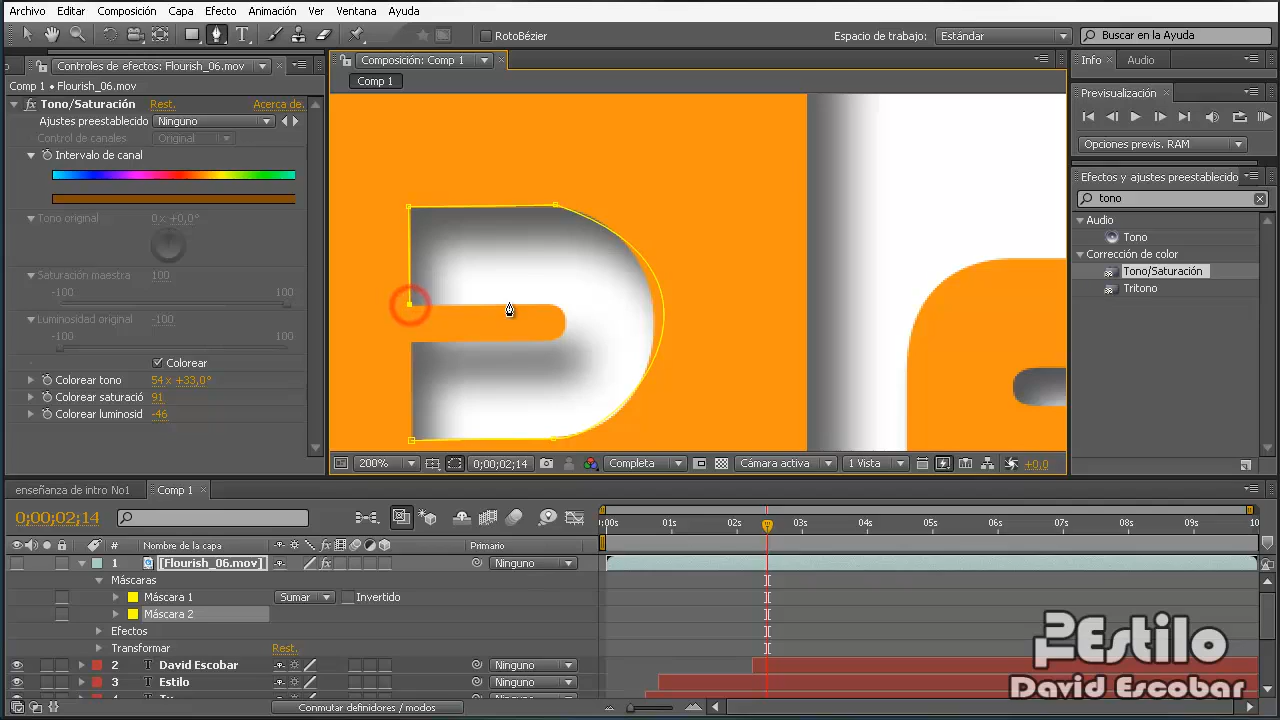 Archivo Editar Composición Capa Efecto Animación Ver Ventana Ayuda
RotoBézier Espacio de trabajo: Estándar Buscar en la Ayuda
Controles de efectos: Flourish_06.mov
Comp 1 • Flourish_06.mov
Tono/Saturación Rest. Acerca de.
Ajustes preestablecido Ninguno
Control de canales Original
Intervalo de canal
Tono original 0 x +0,0°
Saturación maestra 100
-100 100
Luminosidad original -100
-100 100
Colorear
Colorear tono 54 x +33,0°
Colorear saturació 91
Colorear luminosid -46
Composición: Comp 1
Comp 1
200% 0;00;02;14 Completa Cámara activa 1 Vista +0,0
Info Audio
Previsualización
Opciones previs. RAM
Efectos y ajustes preestablecido
tono
Audio
Tono
Corrección de color
Tono/Saturación
Tritono
enseñanza de intro No1 Comp 1
0;00;02;14
:00s 01s 02s 03s 04s 05s 06s 07s 08s 09s 10
# Nombre de la capa Primario
1 [Flourish_06.mov] Ninguno
Máscaras
Máscara 1 Sumar Invertido
Máscara 2
Efectos
Transformar Rest.
2 T David Escobar Ninguno
3 T Estilo Ninguno
Conmutar definidores / modos
Estilo
David Escobar